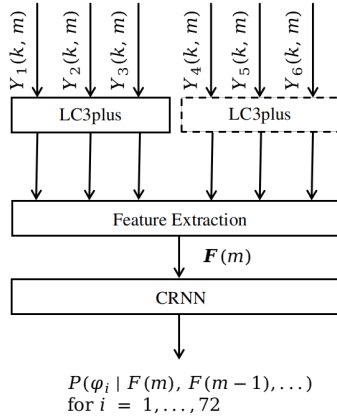 Y₁(k, m) Y₂(k, m) Y₃(k, m) Y₄(k, m) Y₅(k, m) Y₆(k, m)
LC3plus LC3plus
Feature Extraction
F(m)
CRNN
P(φᵢ | F(m), F(m−1),...)
for i = 1,...,72